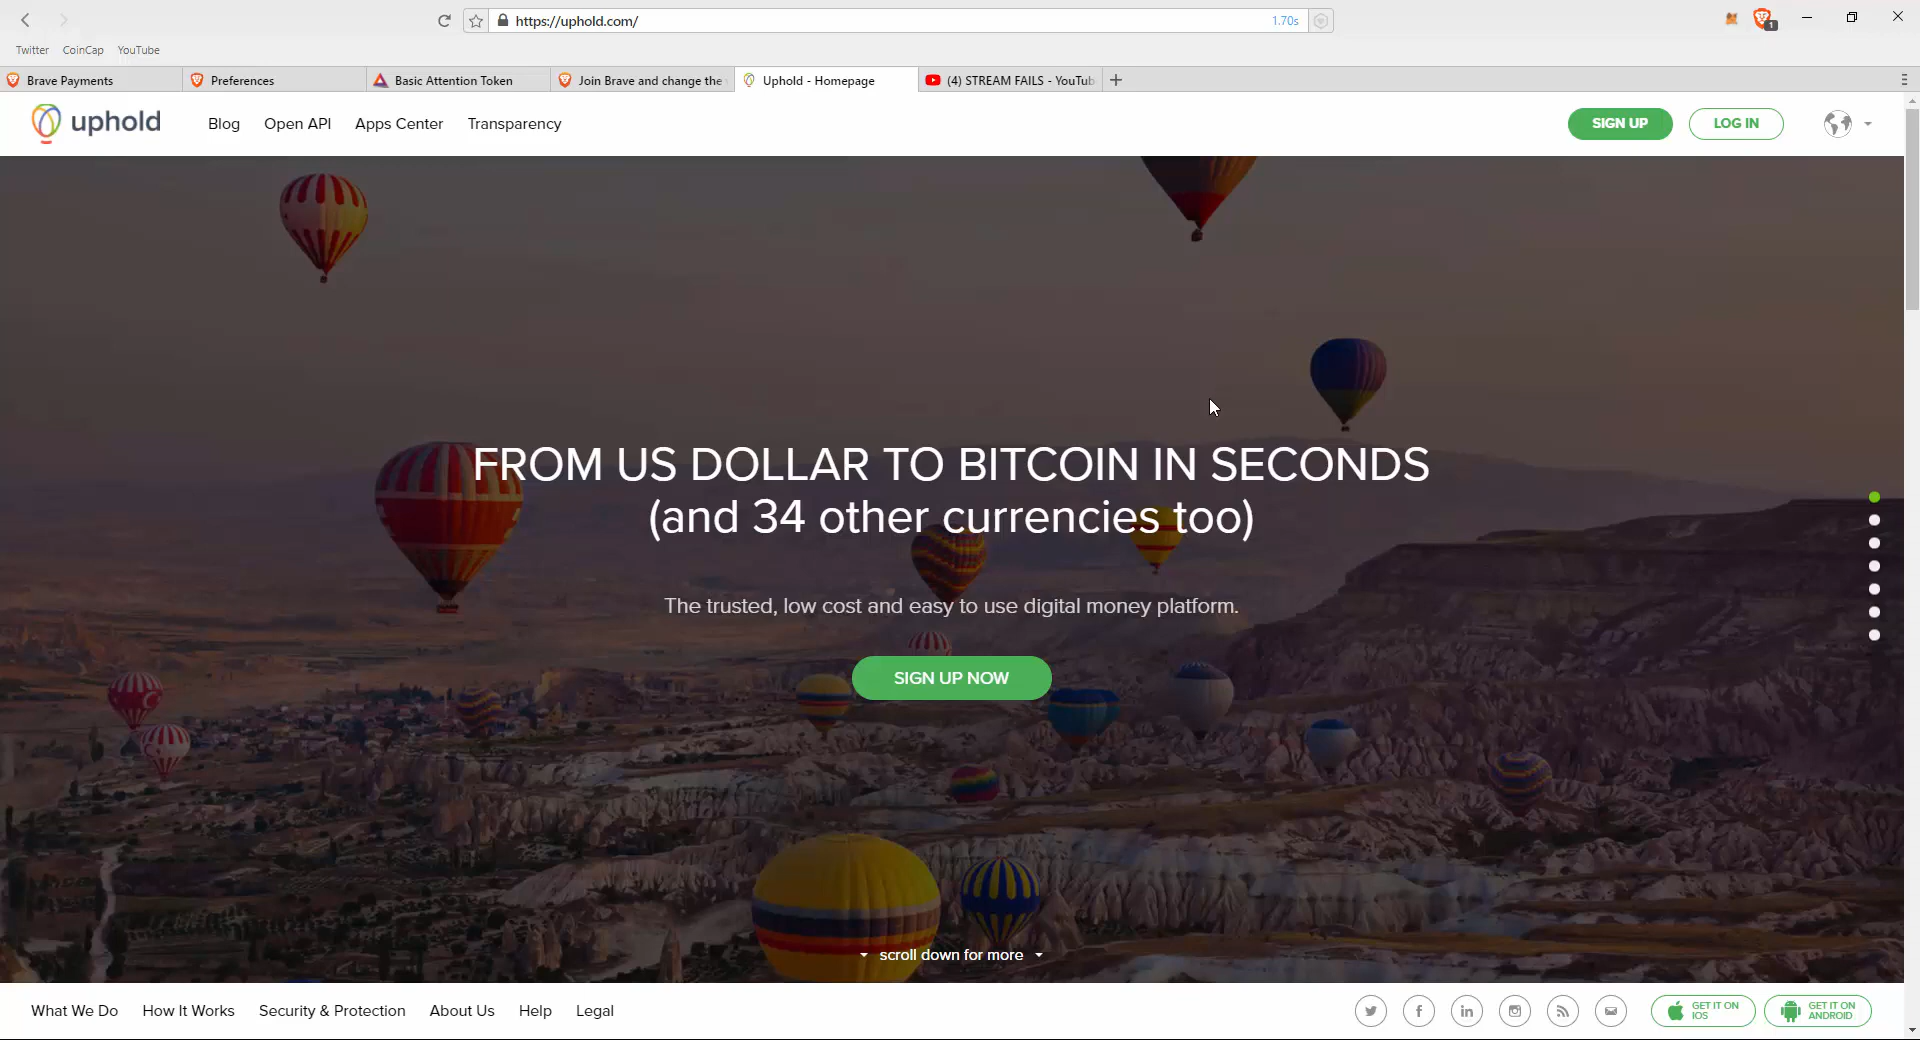 https://uphold.com/
1.70s
1
Twitter CoinCap YouTube
Brave Payments
Preferences
Basic Attention Token
Join Brave and change the
Uphold - Homepage
(4) STREAM FAILS - YouTub
uphold
Blog Open API Apps Center Transparency
SIGN UP
LOG IN
FROM US DOLLAR TO BITCOIN IN SECONDS
(and 34 other currencies too)
The trusted, low cost and easy to use digital money platform.
SIGN UP NOW
scroll down for more
What We Do How It Works Security & Protection About Us Help Legal
GET IT ON
IOS
GET IT ON
ANDROID